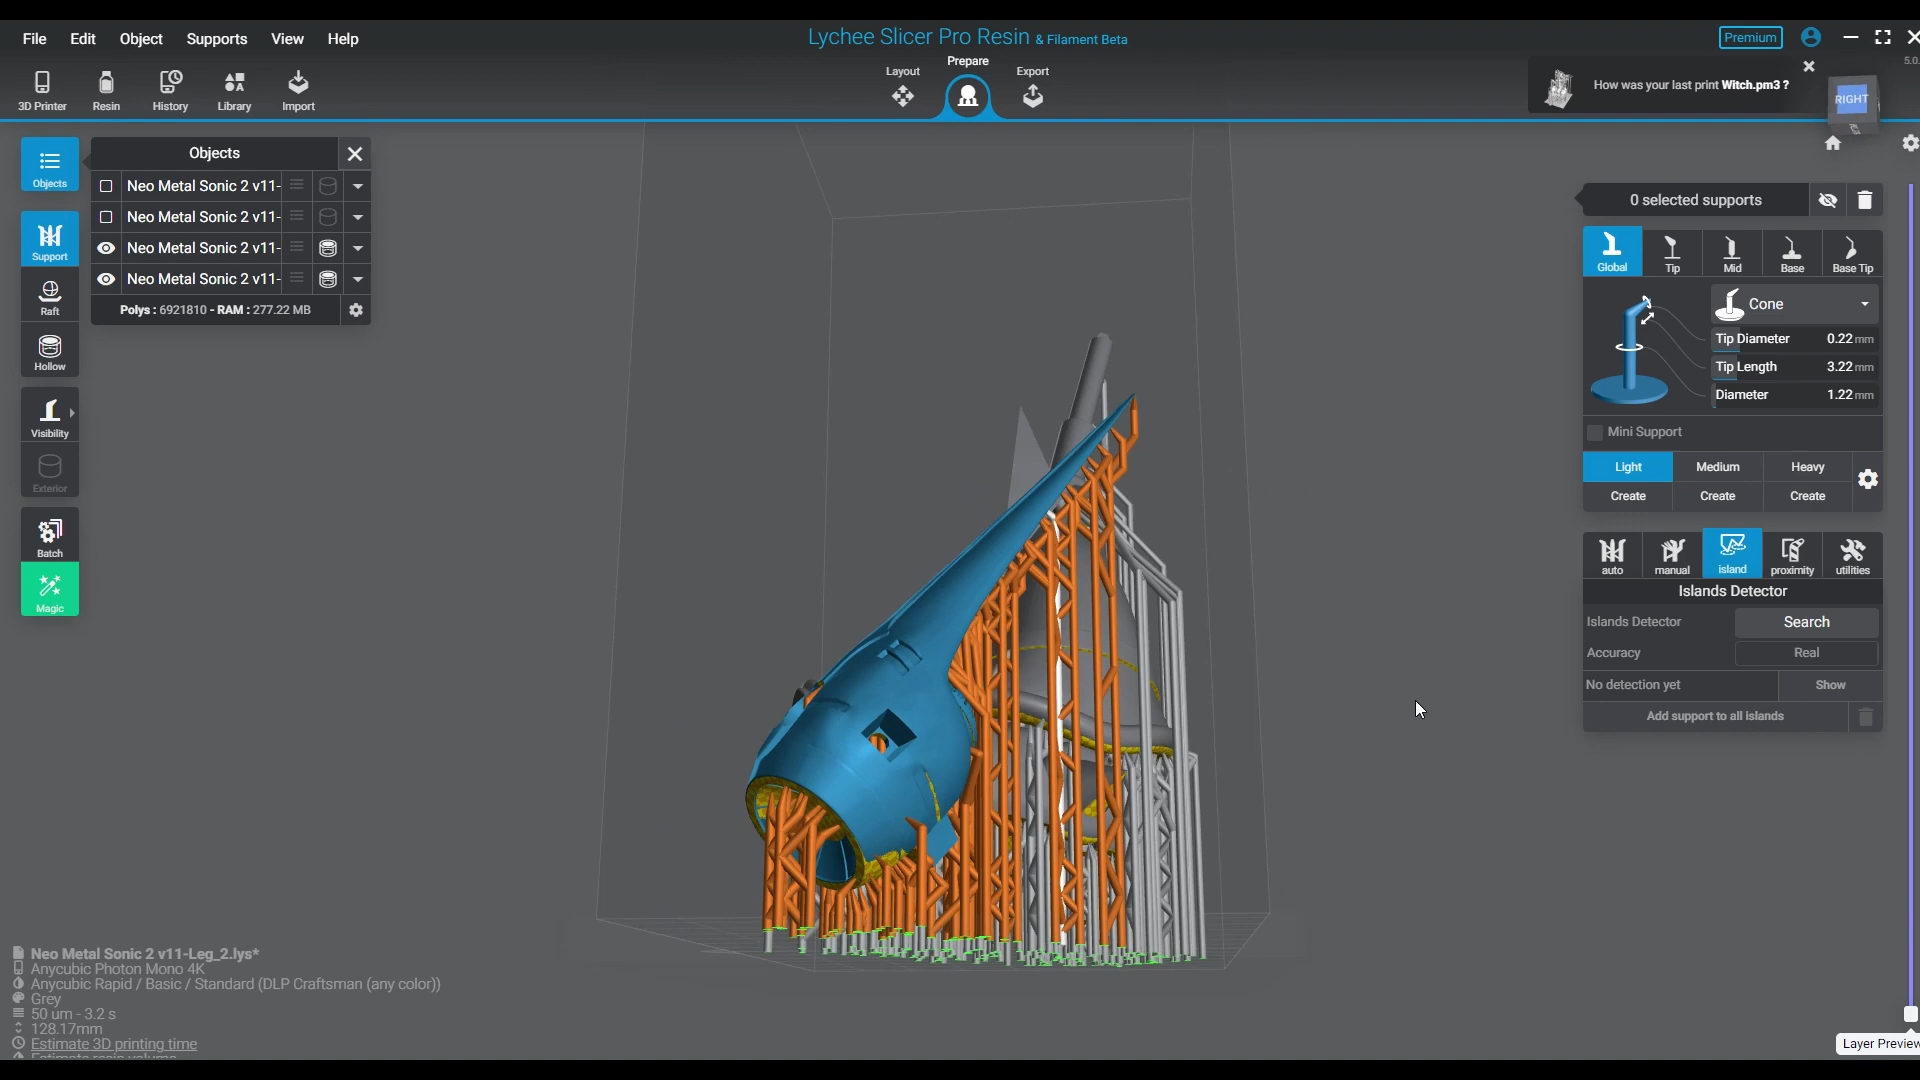 File Edit Object Supports View Help
Lychee Slicer Pro Resin & Filament Beta
Premium
5.0.
3D Printer Resin History Library Import
Layout Prepare Export
How was your last print Witch.pm3 ?
RIGHT
Objects
Support
Raft
Hollow
Visibility
Exterior
Batch
Magic
Objects
Neo Metal Sonic 2 v11-
Neo Metal Sonic 2 v11-
Neo Metal Sonic 2 v11-
Neo Metal Sonic 2 v11-
Polys : 6921810 - RAM : 277.22 MB
0 selected supports
Global Tip Mid Base Base Tip
Cone
Tip Diameter 0.22 mm
Tip Length 3.22 mm
Diameter 1.22 mm
Mini Support
Light Medium Heavy
Create Create Create
auto manual island proximity utilities
Islands Detector
Islands Detector Search
Accuracy Real
No detection yet Show
Add support to all islands
Neo Metal Sonic 2 v11-Leg_2.lys*
Anycubic Photon Mono 4K
Anycubic Rapid / Basic / Standard (DLP Craftsman (any color))
Grey
50 um - 3.2 s
128.17mm
Estimate 3D printing time
Estimate resin volume
Layer Preview